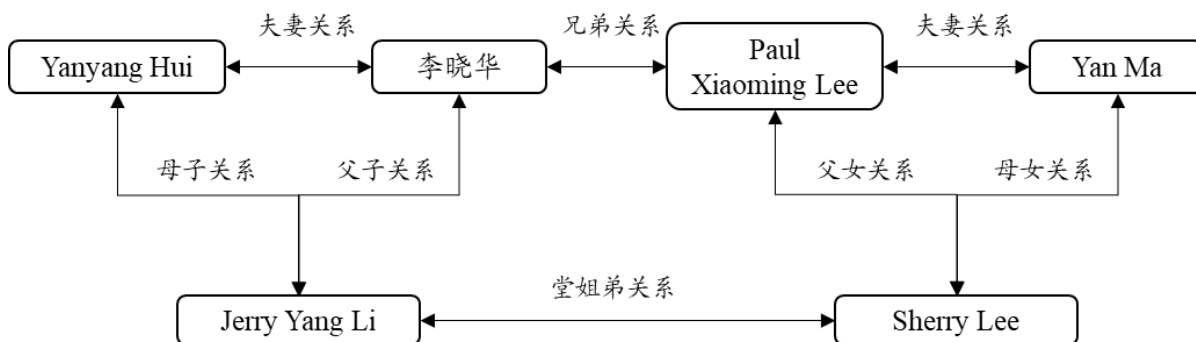 夫妻关系
兄弟关系
夫妻关系
Yanyang Hui
李晓华
Paul
Xiaoming Lee
Yan Ma
母子关系
父子关系
父女关系
母女关系
堂姐弟关系
Jerry Yang Li
Sherry Lee